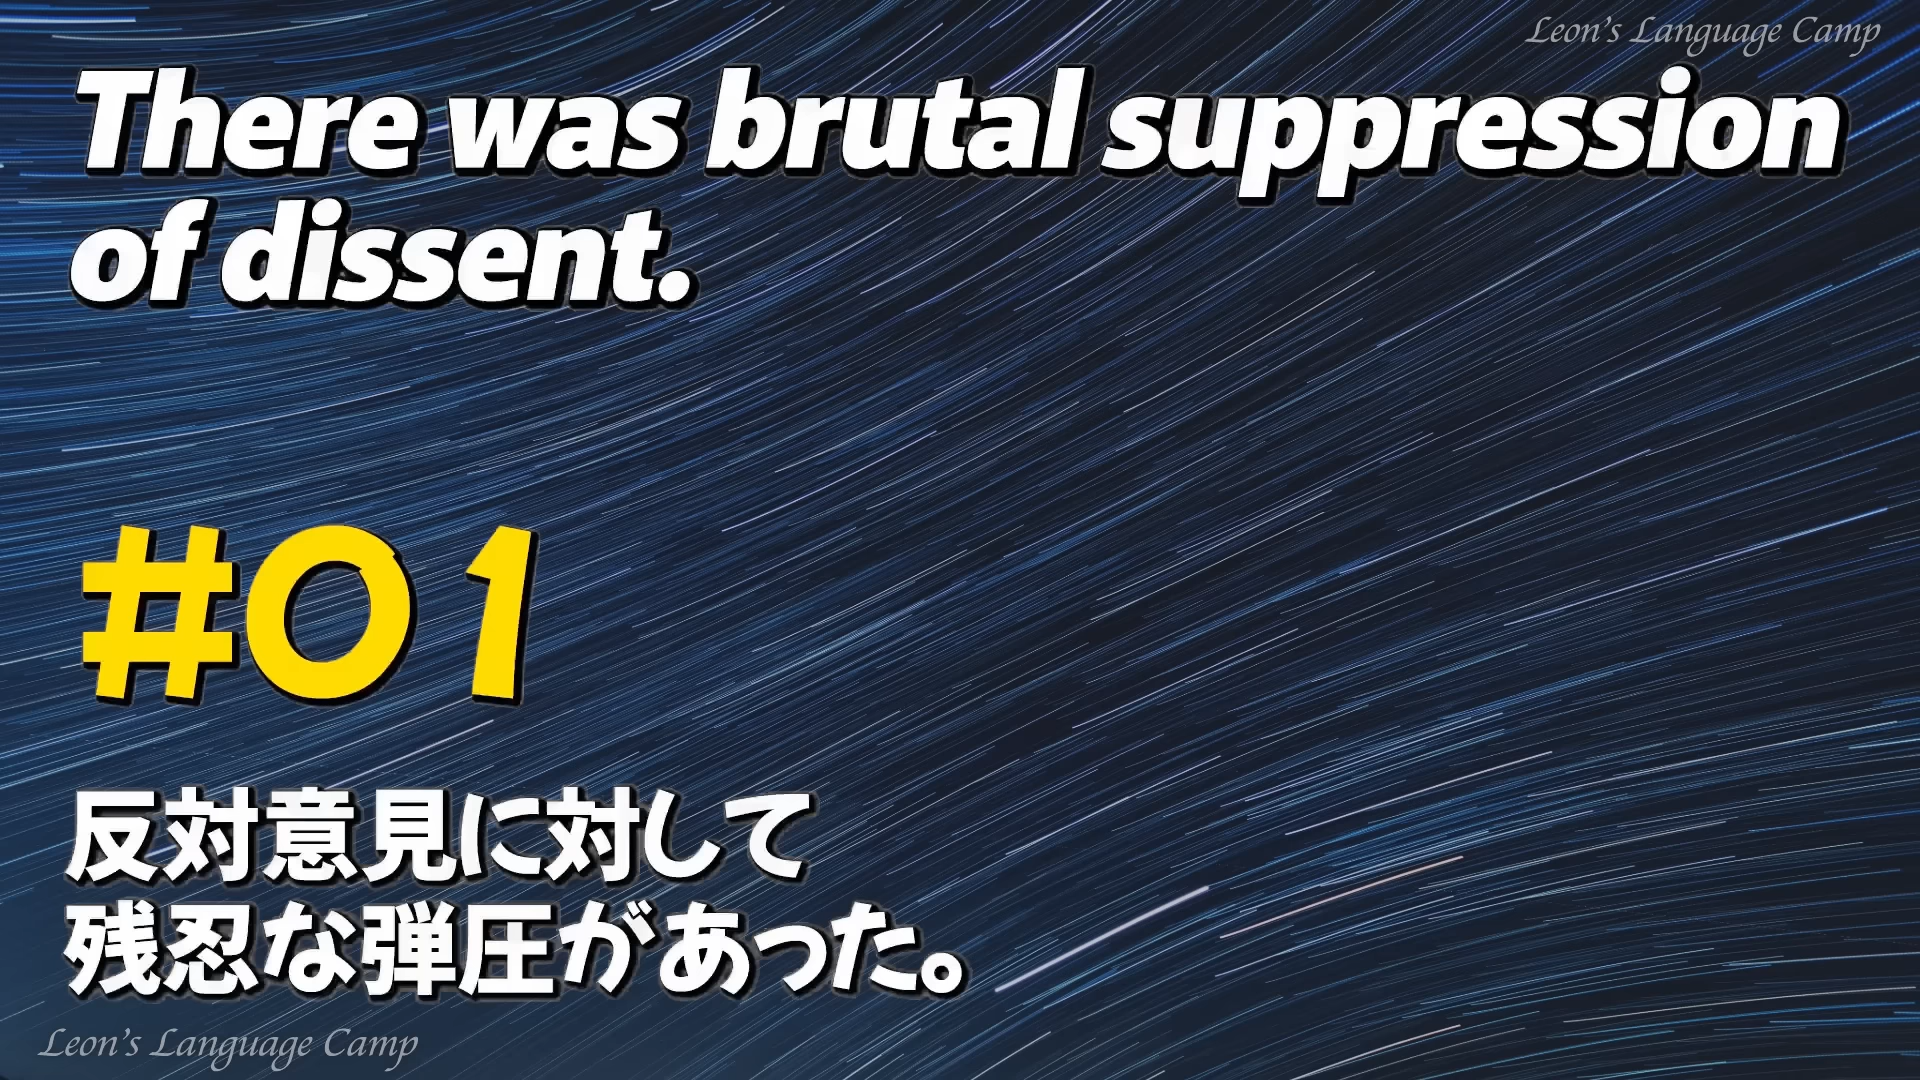 Leon's Language Camp
There was brutal suppression
of dissent.
#01
反対意見に対して
残忍な弾圧があった。
Leon's Language Camp